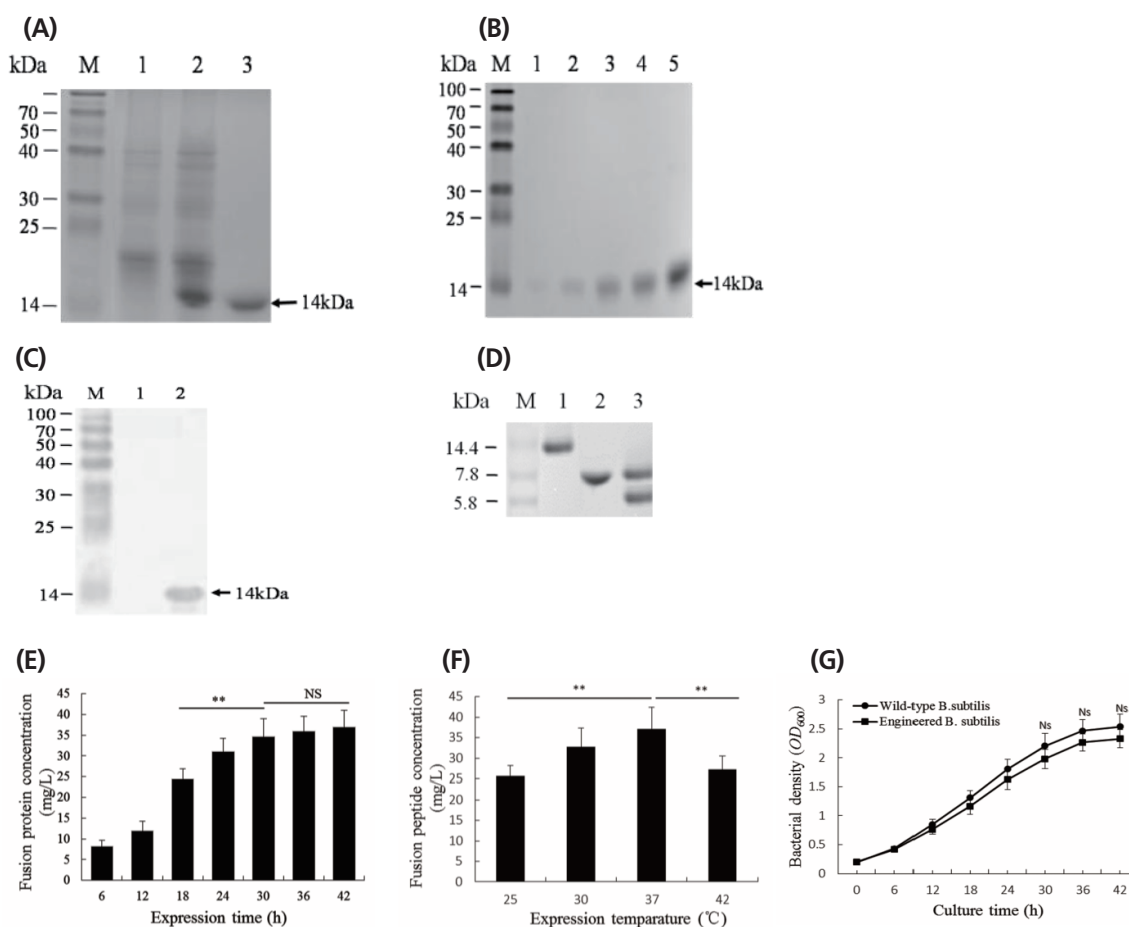 (A)
kDa M 1 2 3
70
50
40
30
25
14
14kDa
(B)
kDa M 1 2 3 4 5
100
70
50
40
30
25
14
14kDa
(C)
kDa M 1 2
100
70
50
40
30
25
14
14kDa
(D)
kDa M 1 2 3
14.4
7.8
5.8
(E)
Fusion protein concentration
(mg/L)
45
40
35
30
25
20
15
10
5
0
** NS
6 12 18 24 30 36 42
Expression time (h)
(F)
Fusion peptide concentration
(mg/L)
45
40
35
30
25
20
15
10
5
0
** **
25 30 37 42
Expression temparature (℃)
(G)
Bacterial density (OD600)
3
2.5
2
1.5
1
0.5
0
Wild-type B.subtilis
Engineered B. subtilis
Ns Ns Ns
0 6 12 18 24 30 36 42
Culture time (h)